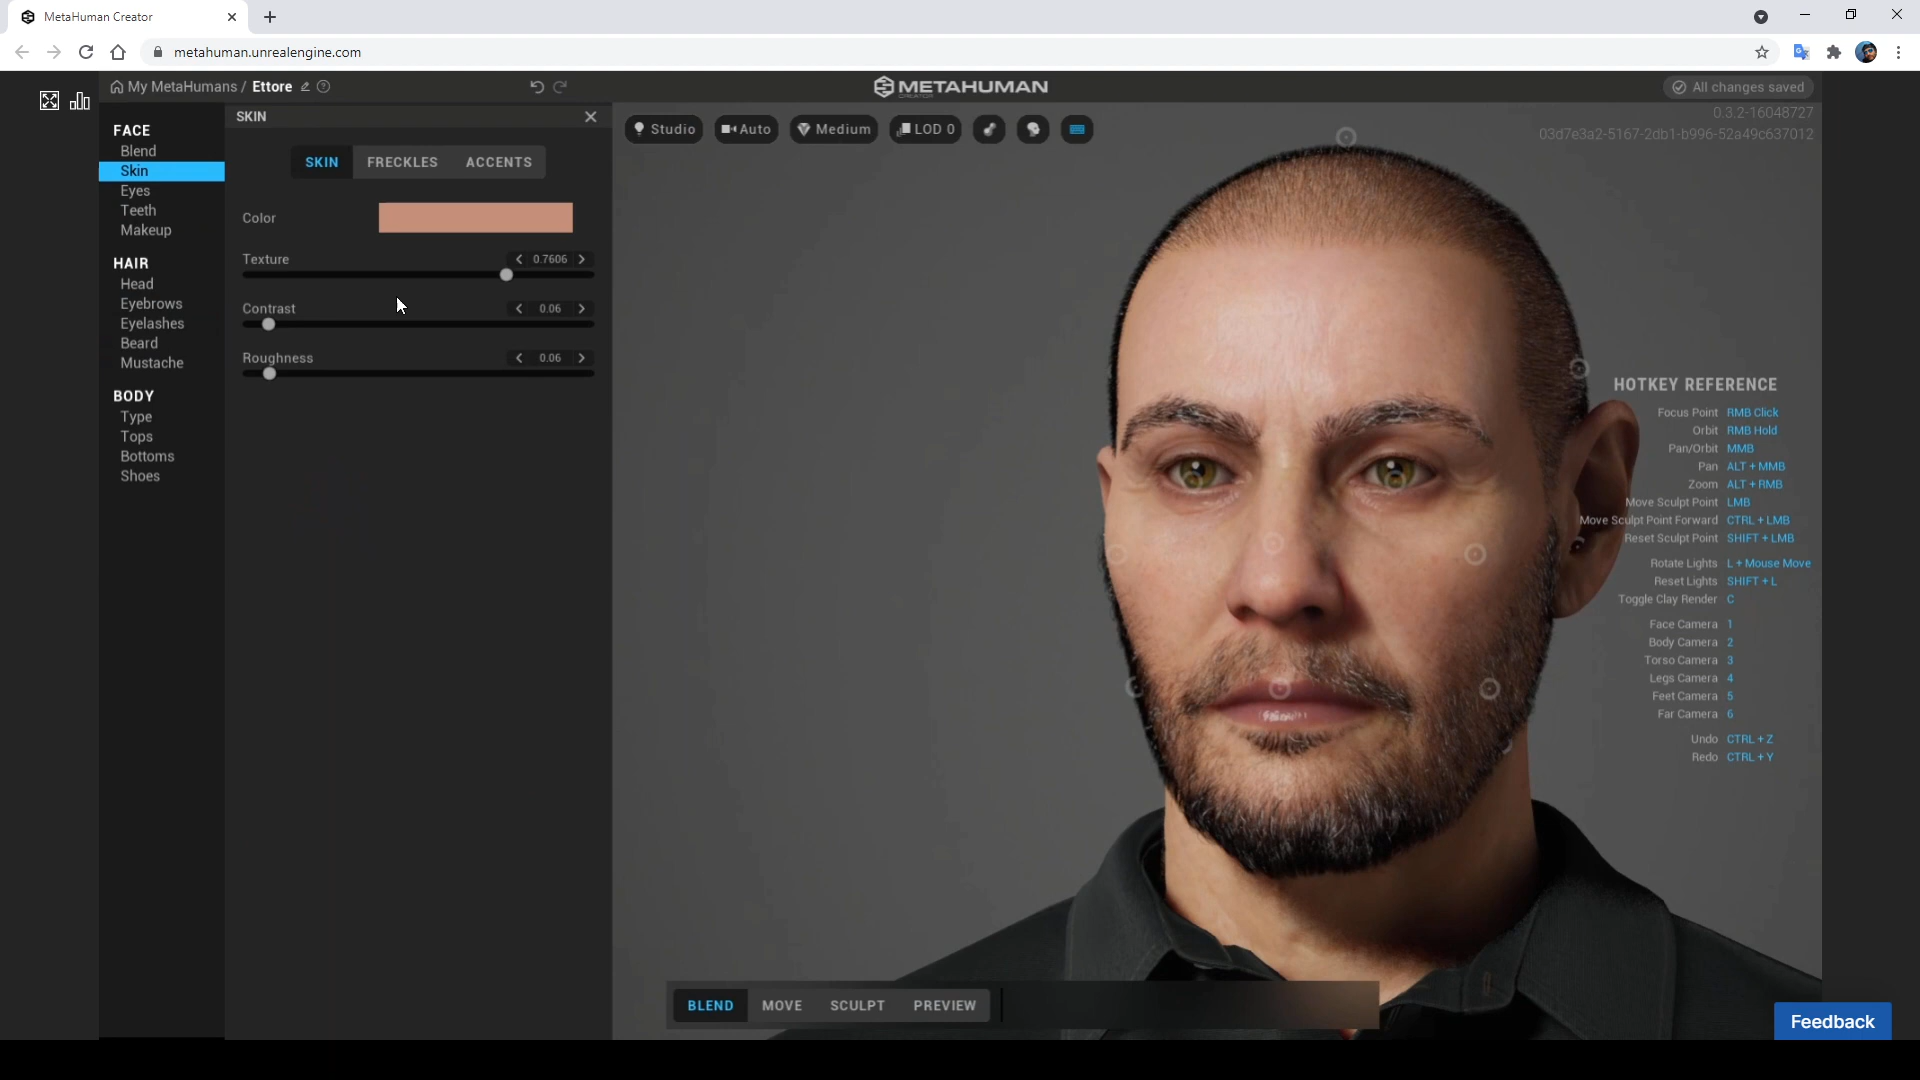 MetaHuman Creator
metahuman.unrealengine.com
My MetaHumans / Ettore
METAHUMAN
CREATOR
All changes saved
0.3.2-16048727
03d7e3a2-5167-2db1-b996-52a49c637012
FACE
Blend
Skin
Eyes
Teeth
Makeup
HAIR
Head
Eyebrows
Eyelashes
Beard
Mustache
BODY
Type
Tops
Bottoms
Shoes
SKIN
SKIN FRECKLES ACCENTS
Color
Texture 0.7606
Contrast 0.06
Roughness 0.06
Studio Auto Medium LOD 0
HOTKEY REFERENCE
Focus Point RMB Click
Orbit RMB Hold
Pan/Orbit MMB
Pan ALT + MMB
Zoom ALT + RMB
Move Sculpt Point LMB
Move Sculpt Point Forward CTRL + LMB
Reset Sculpt Point SHIFT + LMB
Rotate Lights L + Mouse Move
Reset Lights SHIFT + L
Toggle Clay Render C
Face Camera 1
Body Camera 2
Torso Camera 3
Legs Camera 4
Feet Camera 5
Far Camera 6
Undo CTRL + Z
Redo CTRL + Y
BLEND MOVE SCULPT PREVIEW
Feedback